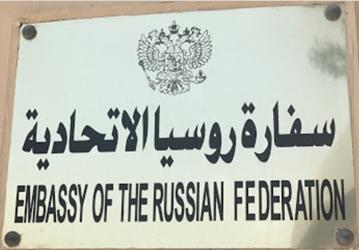 سفارة روسيا الاتحادية
EMBASSY OF THE RUSSIAN FEDERATION